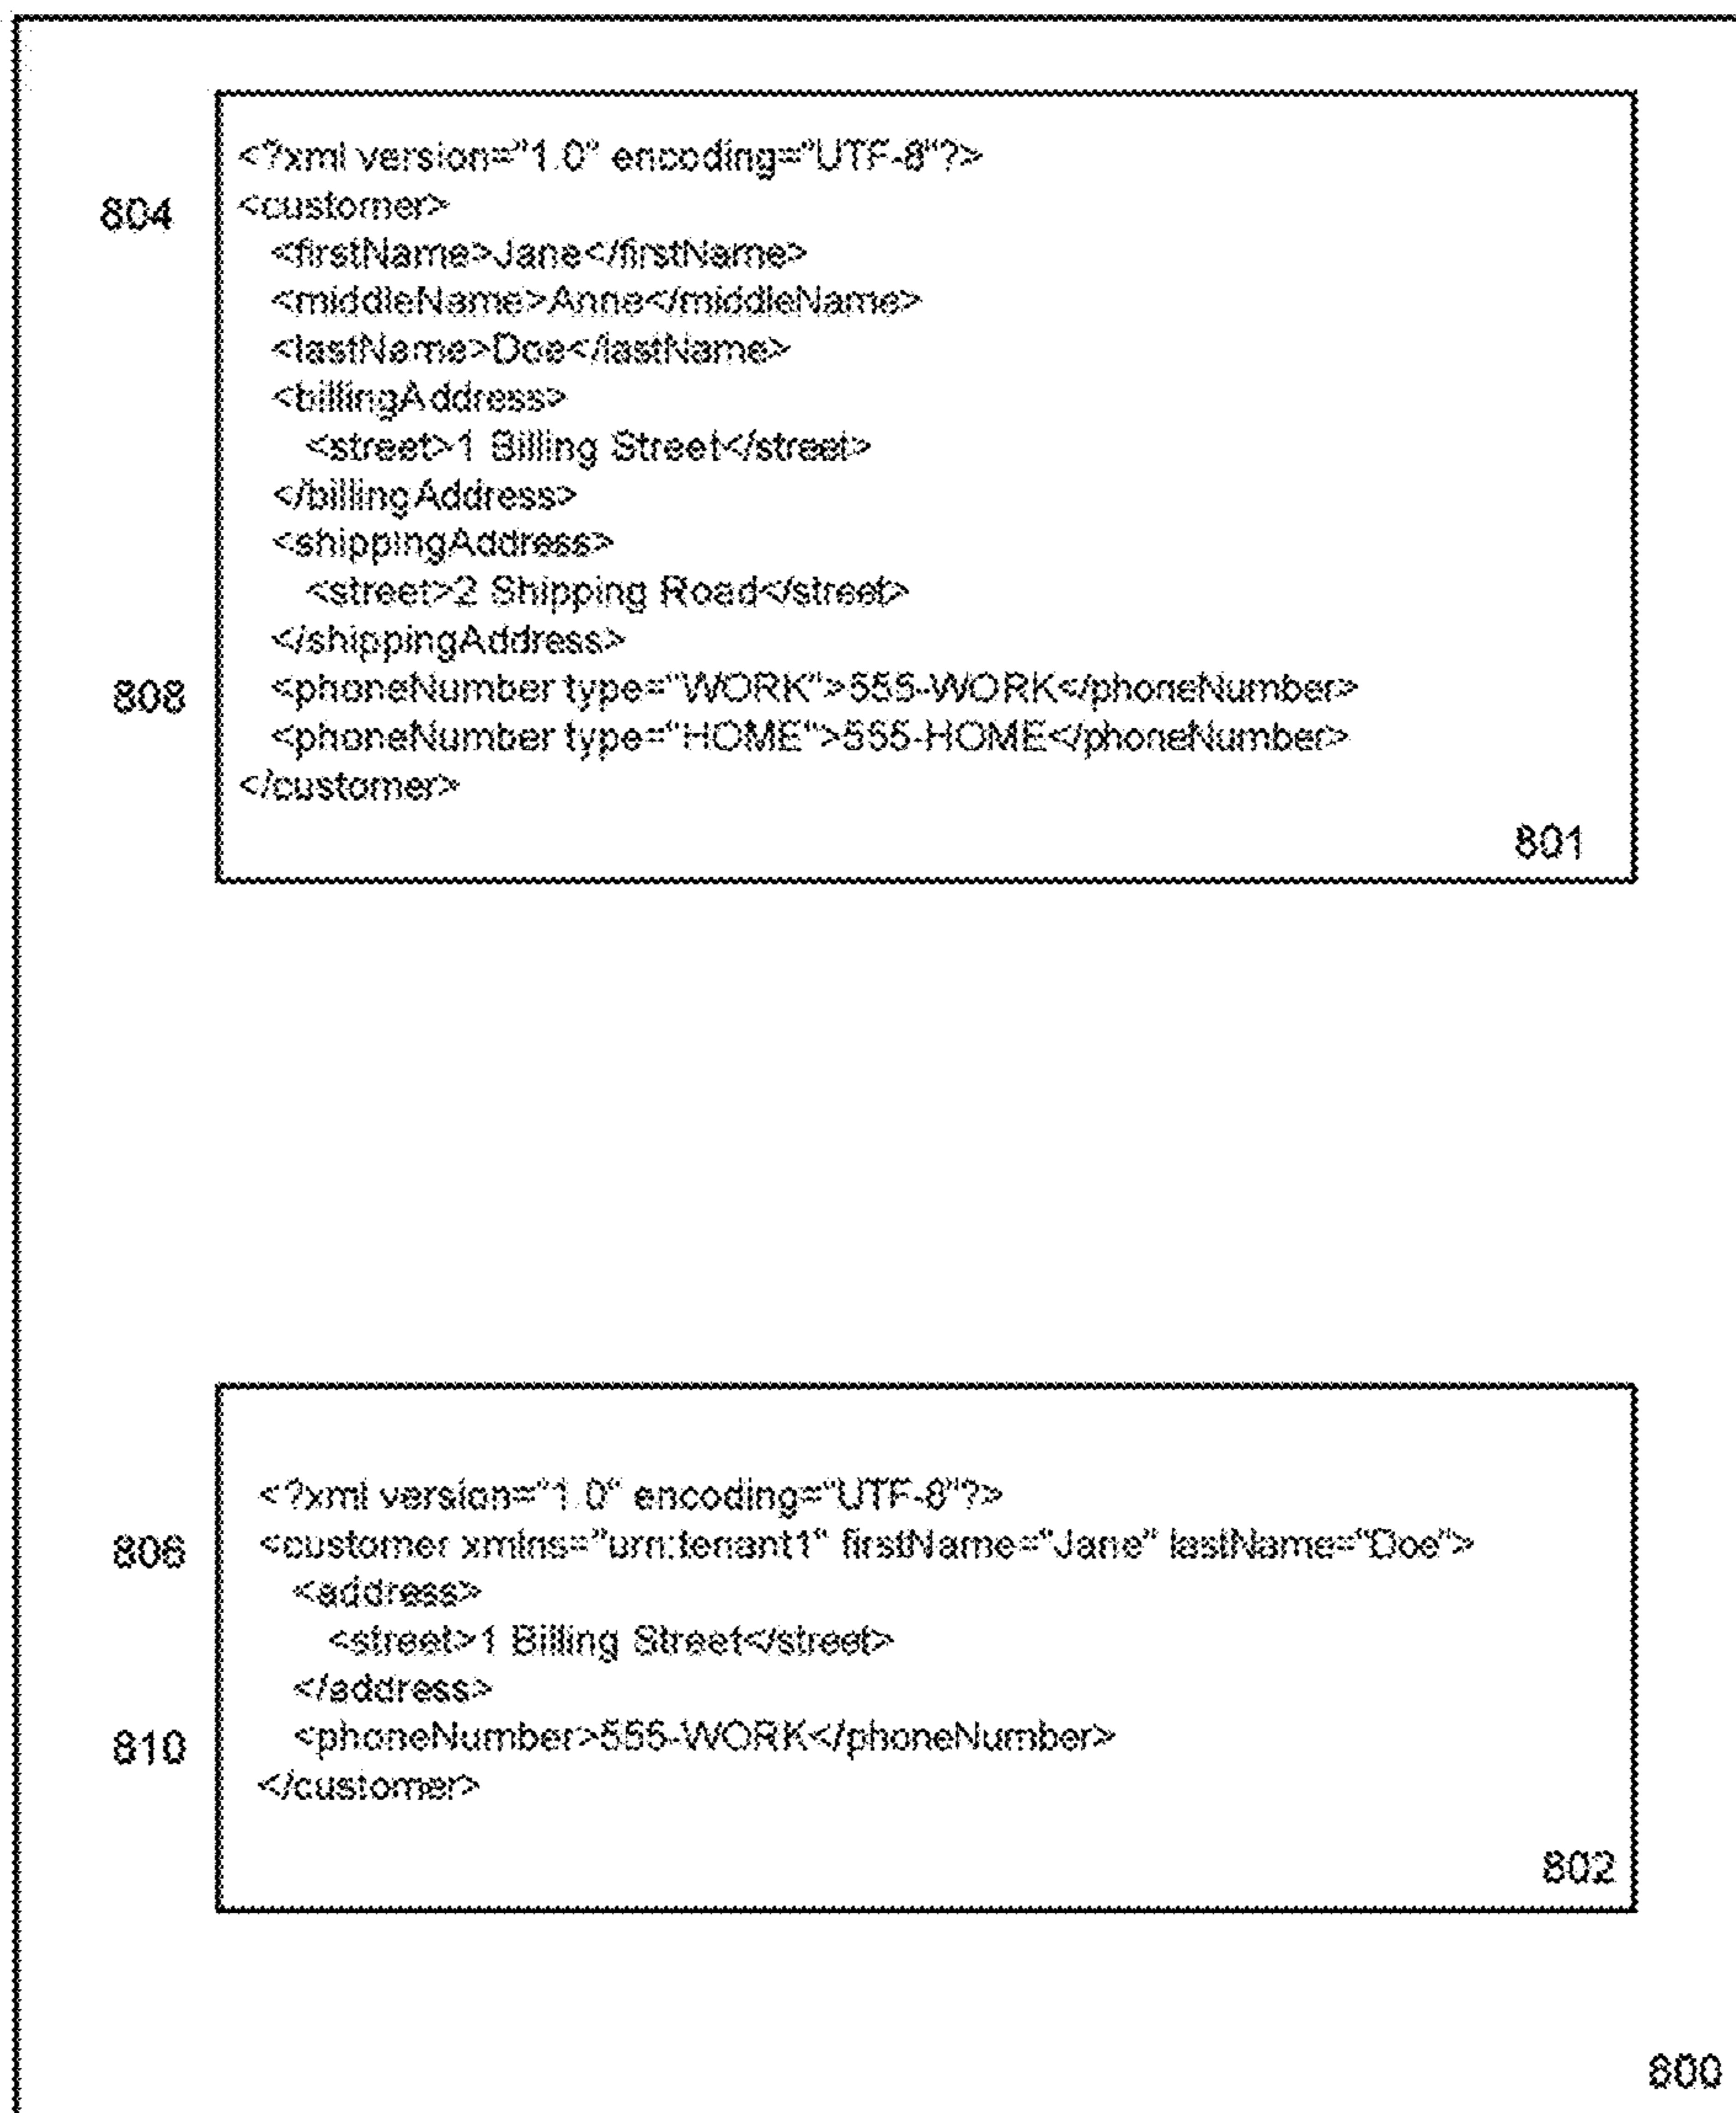 <?xml version="1.0" encoding="UTF-8"?>
804 <customer>
<firstName>Jane</firstName>
<middleName>Anne</middleName>
<lastName>Doe</lastName>
<billingAddress>
<street>1 Billing Street</street>
</billingAddress>
<shippingAddress>
<street>2 Shipping Road</street>
</shippingAddress>
808 <phoneNumber type="WORK">555-WORK</phoneNumber>
<phoneNumber type="HOME">555-HOME</phoneNumber>
</customer>
801
<?xml version="1.0" encoding="UTF-8"?>
806 <customer xmlns="urn:tenant1" firstName="Jane" lastName="Doe">
<address>
<street>1 Billing Street</street>
</address>
810 <phoneNumber>555-WORK</phoneNumber>
</customer>
802
800